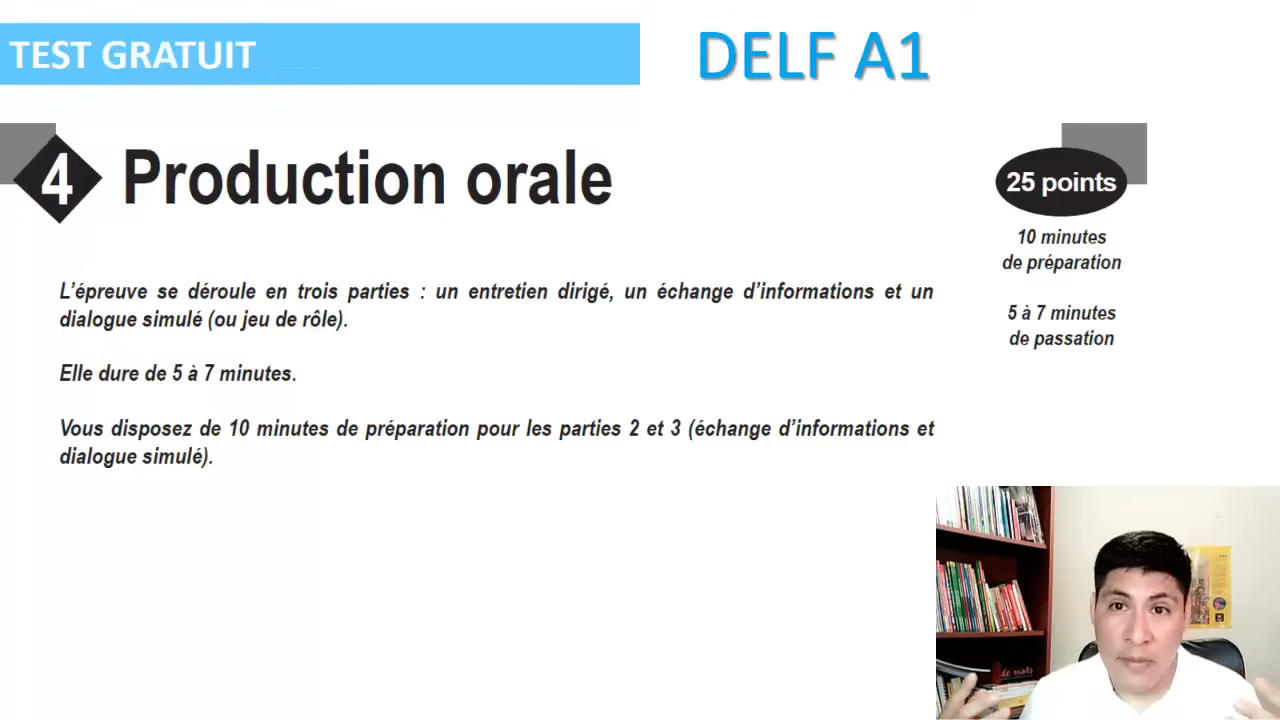 TEST GRATUIT
DELF A1
4 Production orale
25 points
10 minutes
de préparation
5 à 7 minutes
de passation
L'épreuve se déroule en trois parties : un entretien dirigé, un échange d'informations et un
dialogue simulé (ou jeu de rôle).
Elle dure de 5 à 7 minutes.
Vous disposez de 10 minutes de préparation pour les parties 2 et 3 (échange d'informations et
dialogue simulé).
de mots